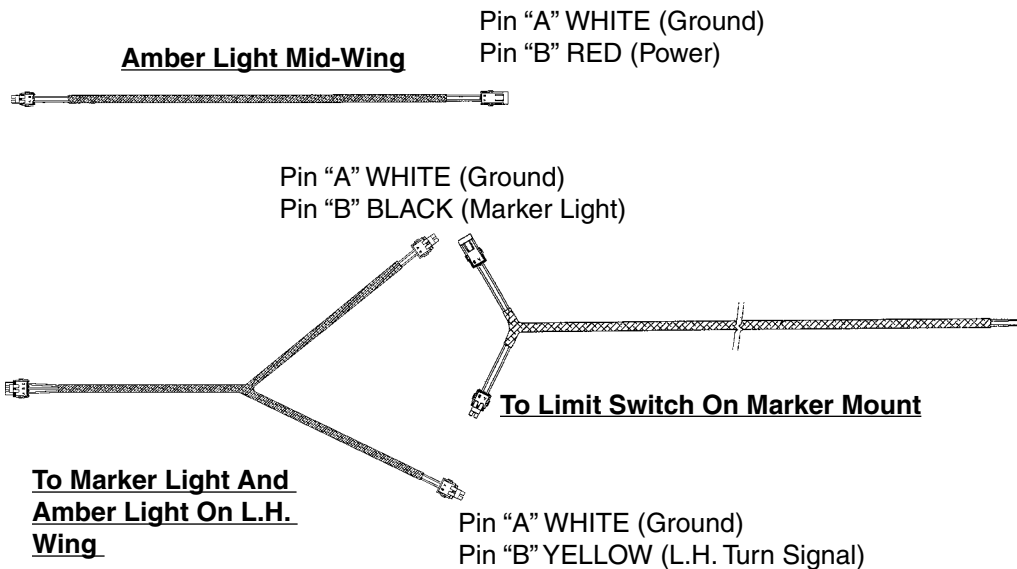 Pin “A” WHITE (Ground)
Pin “B” RED (Power)
Amber Light Mid-Wing
Pin “A” WHITE (Ground)
Pin “B” BLACK (Marker Light)
To Limit Switch On Marker Mount
To Marker Light And
Amber Light On L.H.
Wing
Pin “A” WHITE (Ground)
Pin “B” YELLOW (L.H. Turn Signal)